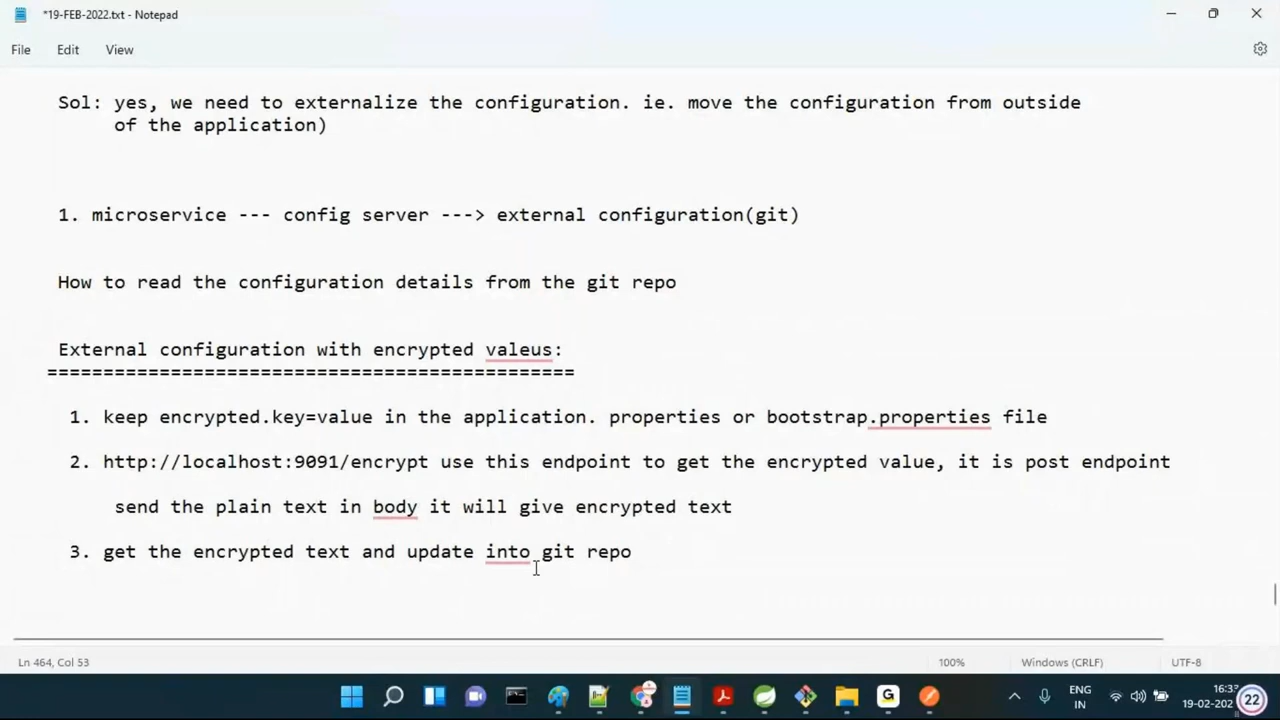 *19-FEB-2022.txt - Notepad
File Edit View
Sol: yes, we need to externalize the configuration. ie. move the configuration from outside
of the application)
1. microservice --- config server ---> external configuration(git)
How to read the configuration details from the git repo
External configuration with encrypted valeus:
==============================================
1. keep encrypted.key=value in the application. properties or bootstrap.properties file
2. http://localhost:9091/encrypt use this endpoint to get the encrypted value, it is post endpoint
send the plain text in body it will give encrypted text
3. get the encrypted text and update into git repo
Ln 464, Col 53 100% Windows (CRLF) UTF-8
ENG 16:33
IN 19-02-202 22